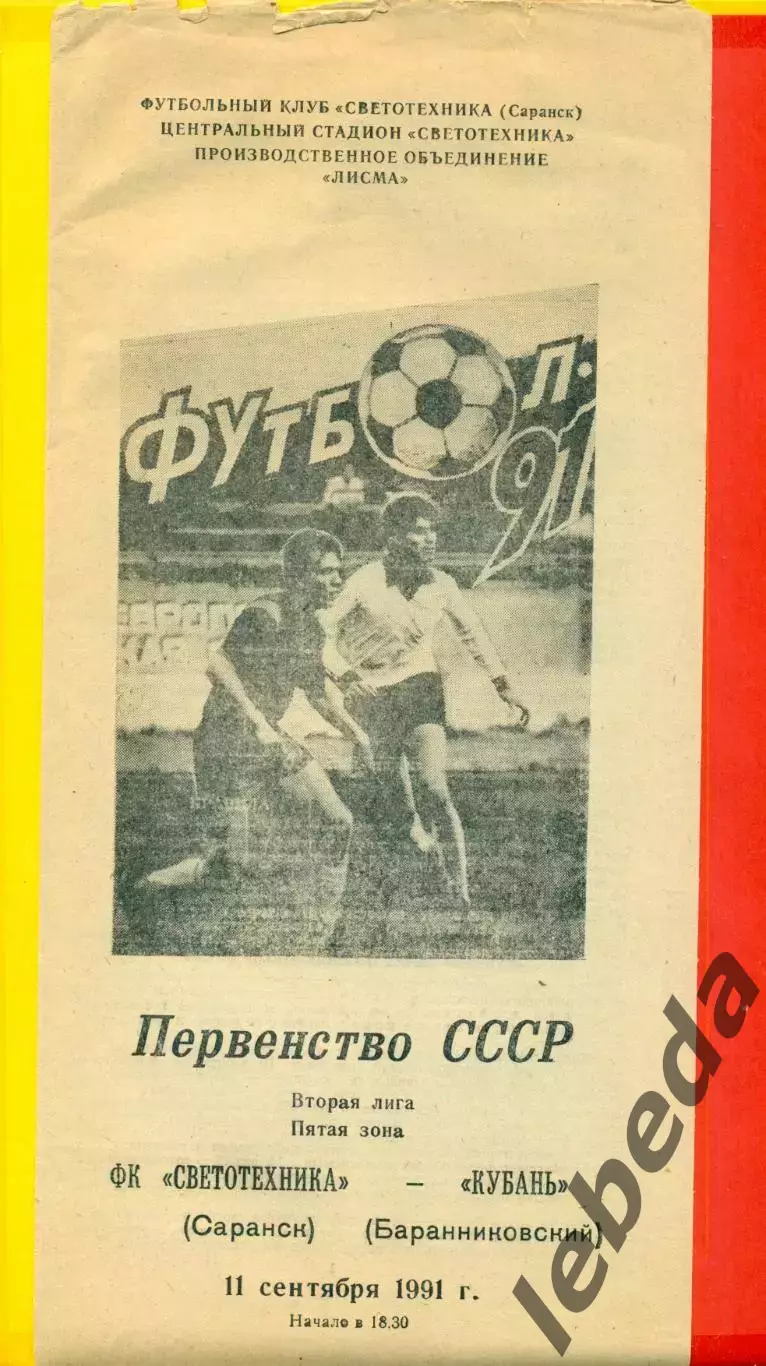 ФУТБОЛЬНЫЙ КЛУБ «СВЕТОТЕХНИКА (Саранск)
ЦЕНТРАЛЬНЫЙ СТАДИОН «СВЕТОТЕХНИКА»
ПРОИЗВОДСТВЕННОЕ ОБЪЕДИНЕНИЕ
«ЛИСМА»
ФУТБ Л·
91
Первенство СССР
Вторая лига
Пятая зона
ФК «СВЕТОТЕХНИКА» – «КУБАНЬ»
(Саранск) (Баранниковский)
11 сентября 1991 г.
Начало в 18.30
lebeda